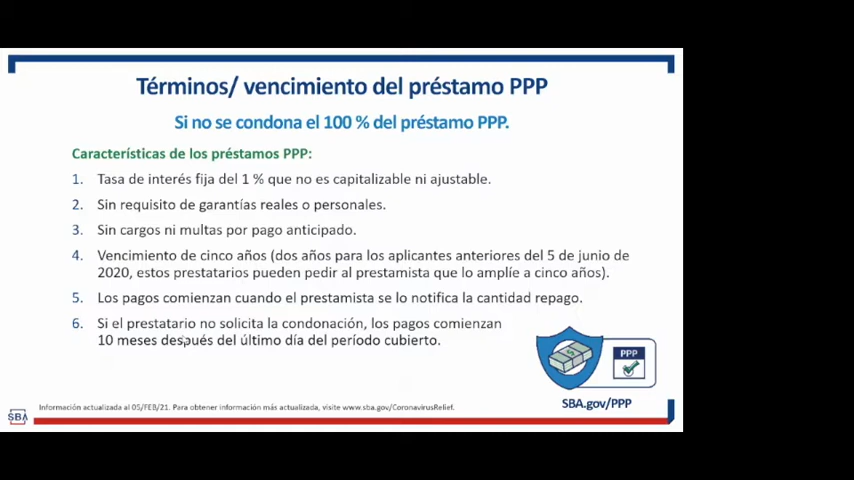 Términos/ vencimiento del préstamo PPP
Si no se condona el 100 % del préstamo PPP.
Características de los préstamos PPP:
1. Tasa de interés fija del 1 % que no es capitalizable ni ajustable.
2. Sin requisito de garantías reales o personales.
3. Sin cargos ni multas por pago anticipado.
4. Vencimiento de cinco años (dos años para los aplicantes anteriores del 5 de junio de
2020, estos prestatarios pueden pedir al prestamista que lo amplíe a cinco años).
5. Los pagos comienzan cuando el prestamista se lo notifica la cantidad repago.
6. Si el prestatario no solicita la condonación, los pagos comienzan
10 meses después del último día del período cubierto.
PPP
SBA.gov/PPP
Información actualizada al 05/FEB/21. Para obtener información más actualizada, visite www.sba.gov/CoronavirusRelief.
SBA